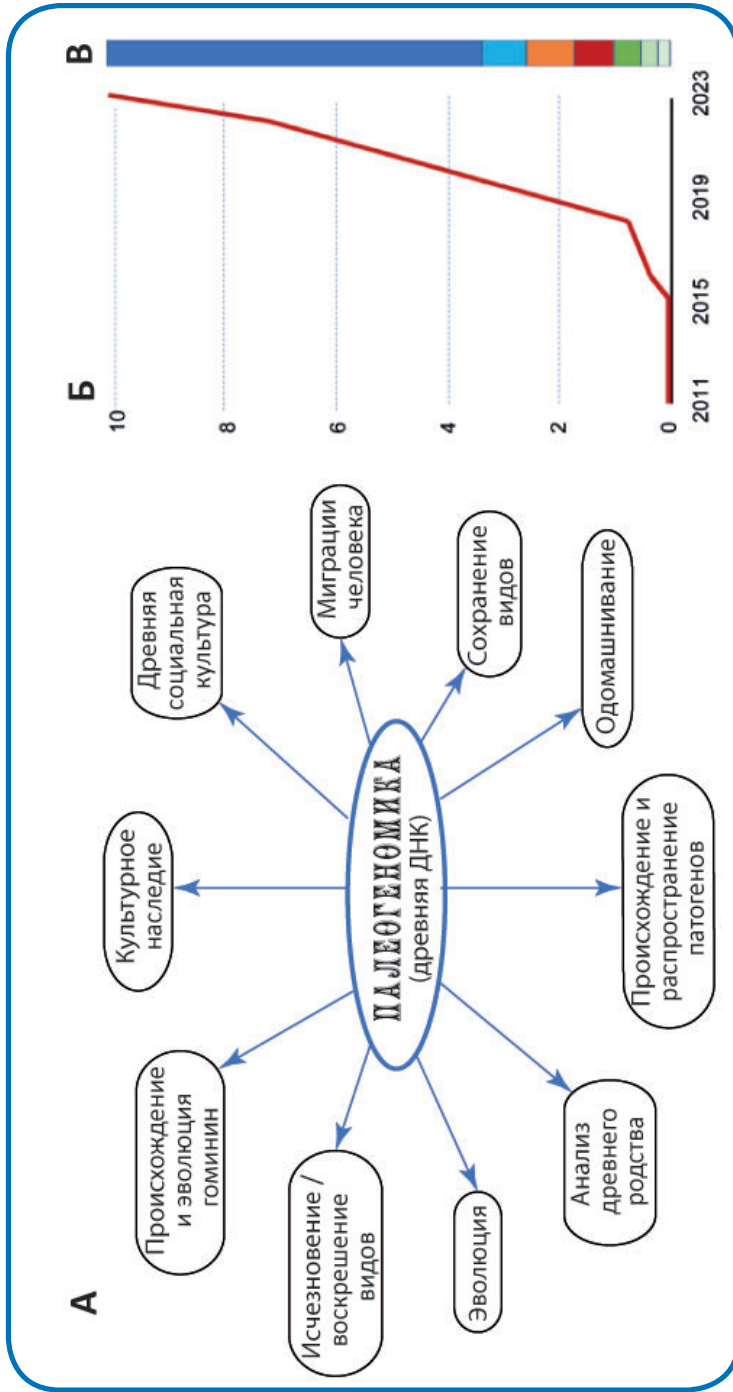 А
Происхождение
и эволюция
гоминин
Культурное
наследие
Древняя
социальная
культура
Миграции
человека
Сохранение
видов
Одомашнивание
Происхождение и
распространение
патогенов
Анализ
древнего
родства
Эволюция
Исчезновение /
воскрешение
видов
ПАЛЕОГЕНОМИКА
(древняя ДНК)
Б
10
8
6
4
2
0
2011
2015
2019
2023
В